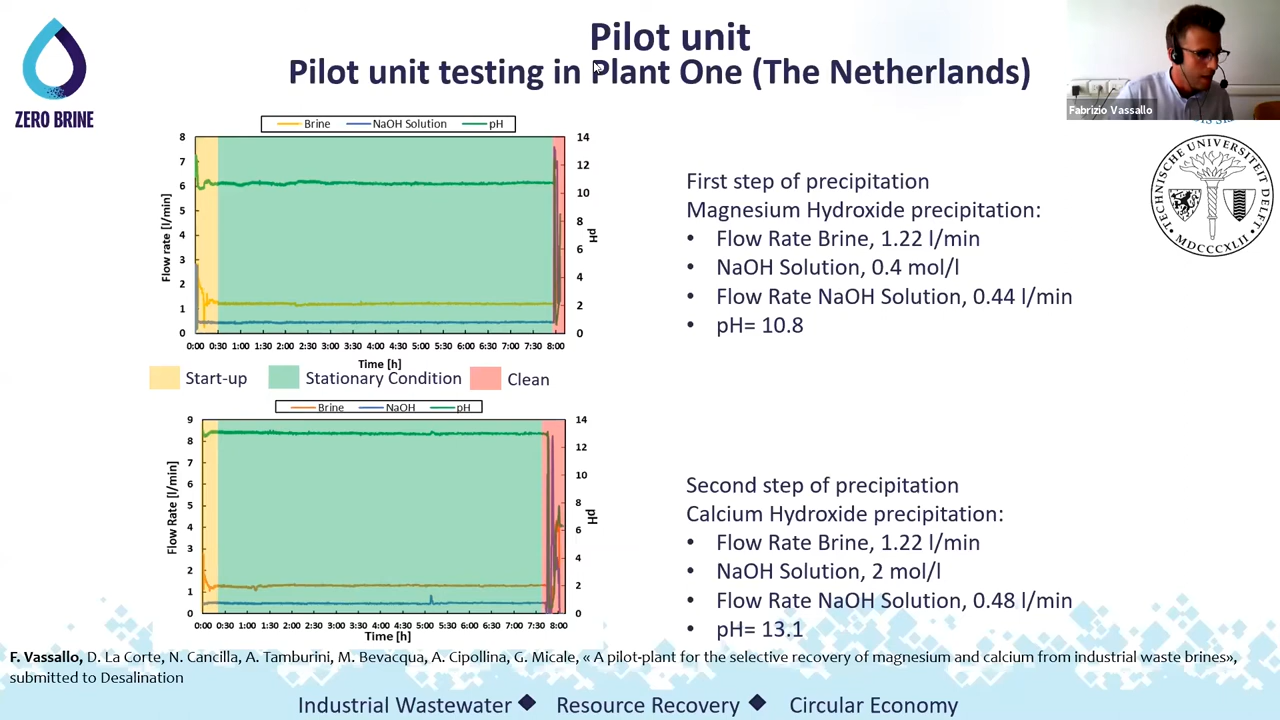 Pilot unit
Pilot unit testing in Plant One (The Netherlands)
ZERO BRINE
Fabrizio Vassallo
TECHNISCHE UNIVERSITEIT DELFT
MDCCCXLII
Brine NaOH Solution pH
8 7 6 5 4 3 2 1 0
Flow rate [l/min]
14 12 10 8 6 4 2 0
pH
0:00 0:30 1:00 1:30 2:00 2:30 3:00 3:30 4:00 4:30 5:00 5:30 6:00 6:30 7:00 7:30 8:00
Time [h]
First step of precipitation
Magnesium Hydroxide precipitation:
• Flow Rate Brine, 1.22 l/min
• NaOH Solution, 0.4 mol/l
• Flow Rate NaOH Solution, 0.44 l/min
• pH= 10.8
Start-up Stationary Condition Clean
Brine NaOH pH
9 8 7 6 5 4 3 2 1 0
Flow Rate [l/min]
14 12 10 8 6 4 2 0
pH
0:00 0:30 1:00 1:30 2:00 2:30 3:00 3:30 4:00 4:30 5:00 5:30 6:00 6:30 7:00 7:30 8:00
Time [h]
Second step of precipitation
Calcium Hydroxide precipitation:
• Flow Rate Brine, 1.22 l/min
• NaOH Solution, 2 mol/l
• Flow Rate NaOH Solution, 0.48 l/min
• pH= 13.1
F. Vassallo, D. La Corte, N. Cancilla, A. Tamburini, M. Bevacqua, A. Cipollina, G. Micale, « A pilot-plant for the selective recovery of magnesium and calcium from industrial waste brines»,
submitted to Desalination
Industrial Wastewater ◆ Resource Recovery ◆ Circular Economy